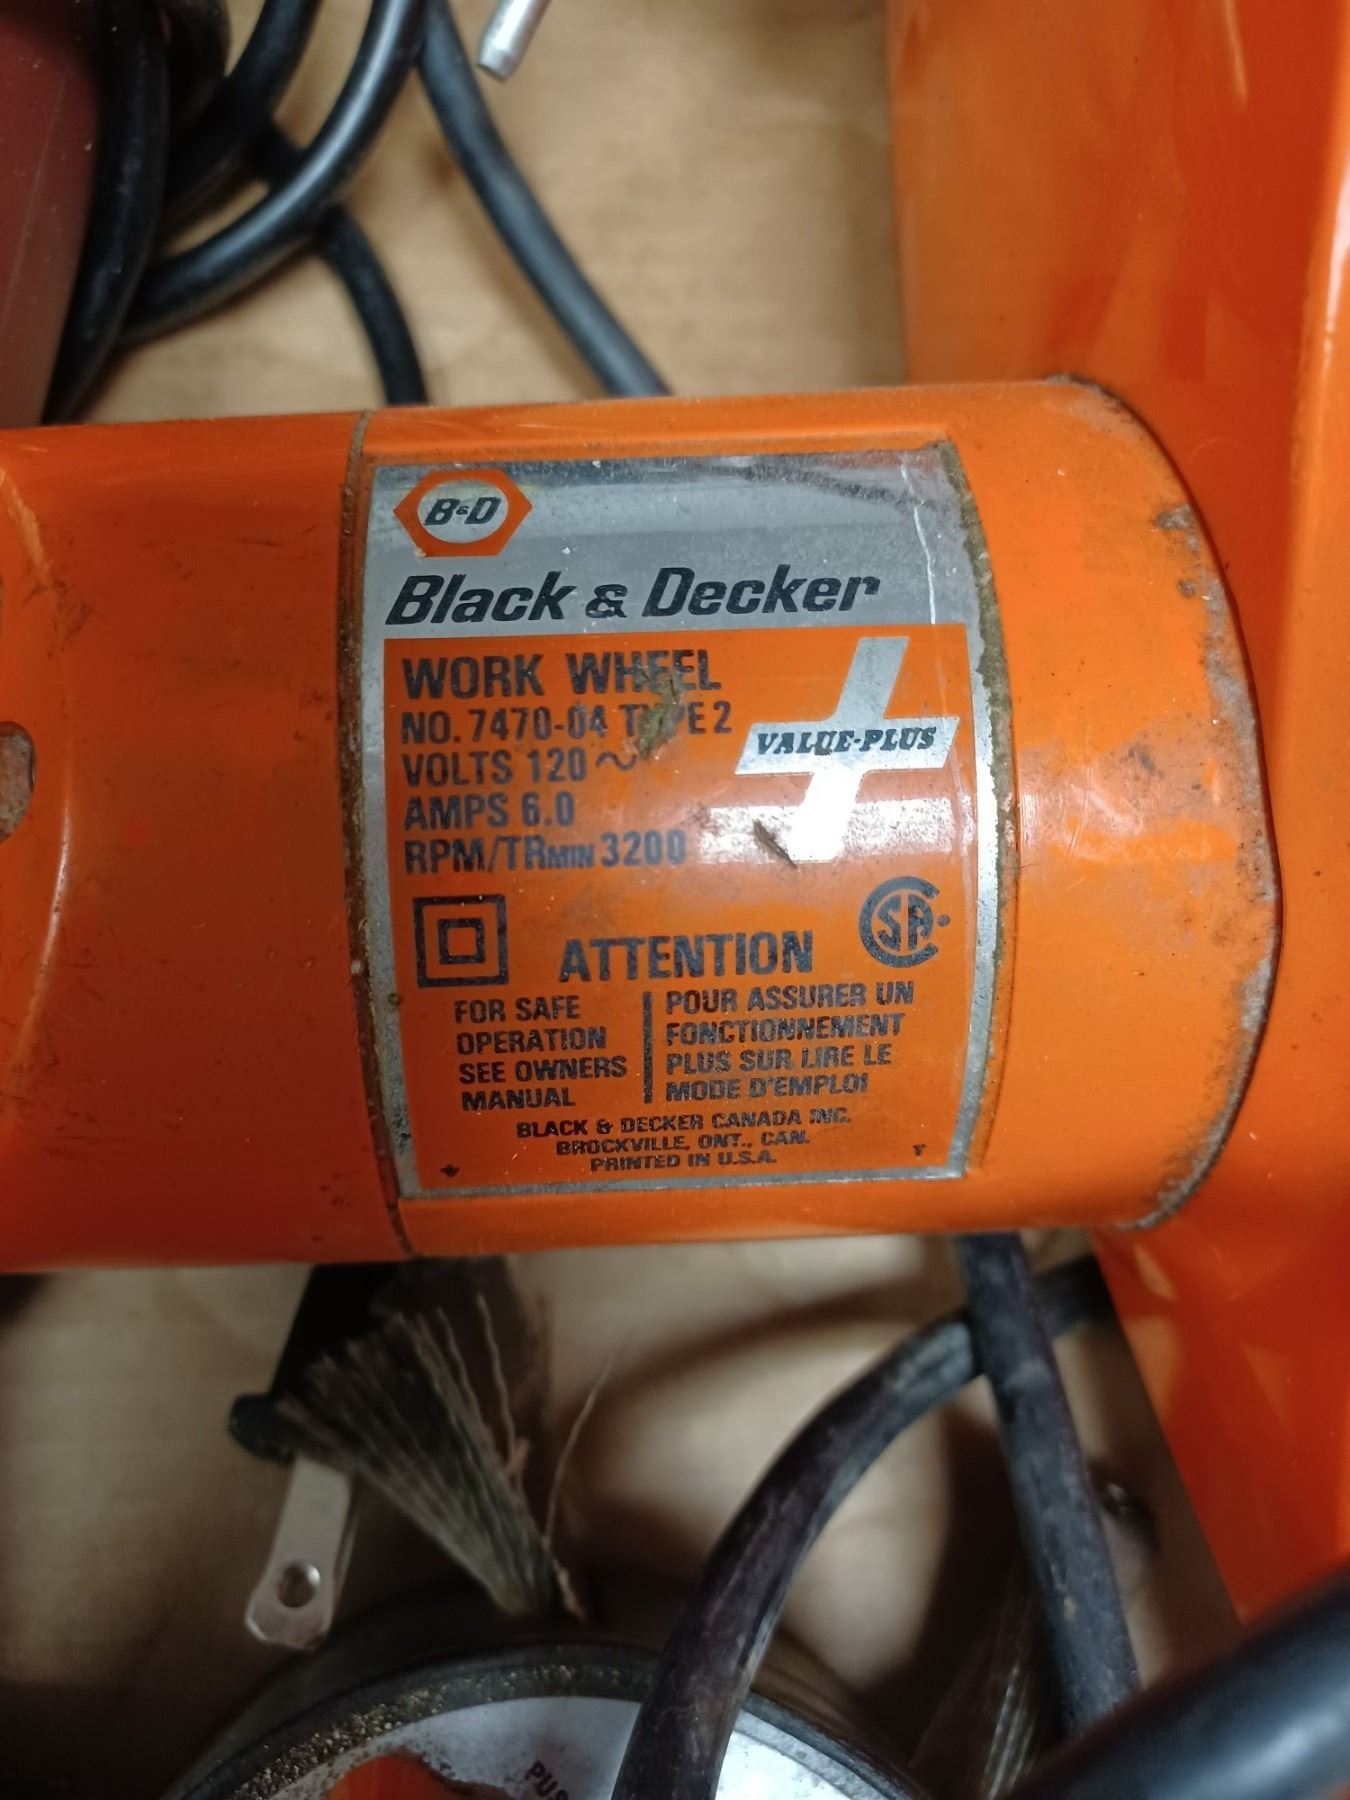 B&D
Black & Decker
WORK WHEEL
NO. 7470-04 TYPE 2
VOLTS 120 ~
AMPS 6.0
RPM/TRMIN 3200
VALUE-PLUS
CSA
ATTENTION
FOR SAFE
OPERATION
SEE OWNERS
MANUAL
POUR ASSURER UN
FONCTIONNEMENT
PLUS SUR LIRE LE
MODE D'EMPLOI
BLACK & DECKER CANADA INC.
BROCKVILLE, ONT., CAN.
PRINTED IN U.S.A.